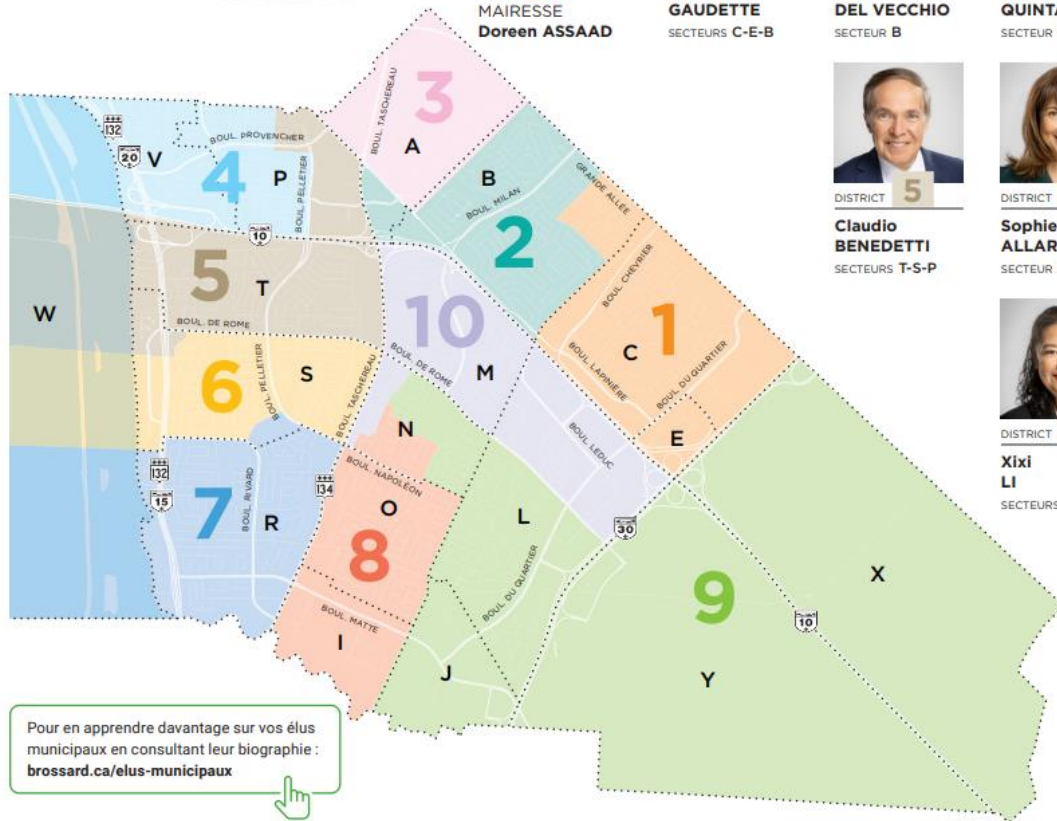 MAIRESSE
Doreen ASSAAD
GAUDETTE
SECTEURS C-E-B
DEL VECCHIO
SECTEUR B
SECTEUR
DISTRICT 5
Claudio
BENEDETTI
SECTEURS T-S-P
DISTRICT
Sophie
SECTEUR
DISTRICT
Xixi
LI
SECTEURS
3
BOUL. TASCHEREAU
A
132
20
V
BOUL. PROVENCHER
4
P
BOUL. PELLETIER
10
B
BOUL. MILAN
GRANDE ALLÉE
2
5
T
W
BOUL. DE ROME
10
BOUL. CHEVRIER
1
C
BOUL. LAPINIÈRE
BOUL. DU QUARTIER
E
6
BOUL. PELLETIER
S
BOUL. TASCHEREAU
BOUL. DE ROME
M
BOUL. LEDUC
N
132
15
7
BOUL. RIVARD
R
134
BOUL. NAPOLÉON
O
8
L
30
X
BOUL. MATTE
I
BOUL. DU QUARTIER
9
10
J
Y
Pour en apprendre davantage sur vos élus
municipaux en consultant leur biographie :
brossard.ca/elus-municipaux